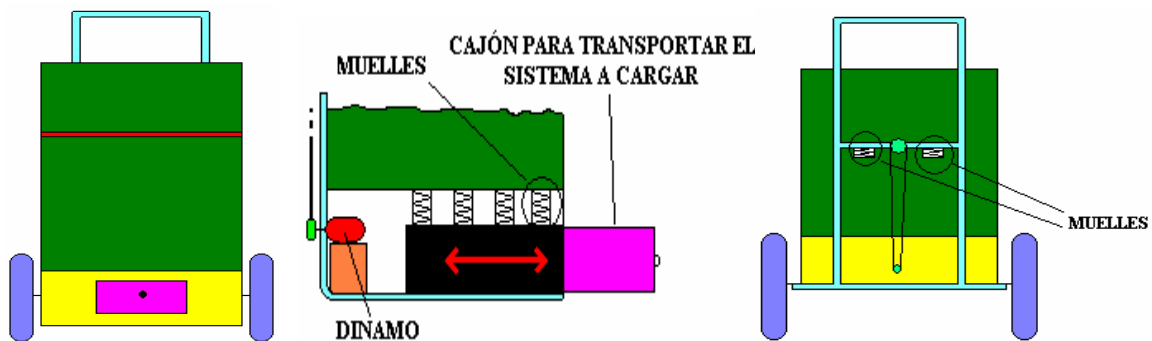 MUELLES
CAJÓN PARA TRANSPORTAR EL
SISTEMA A CARGAR
DINAMO
MUELLES